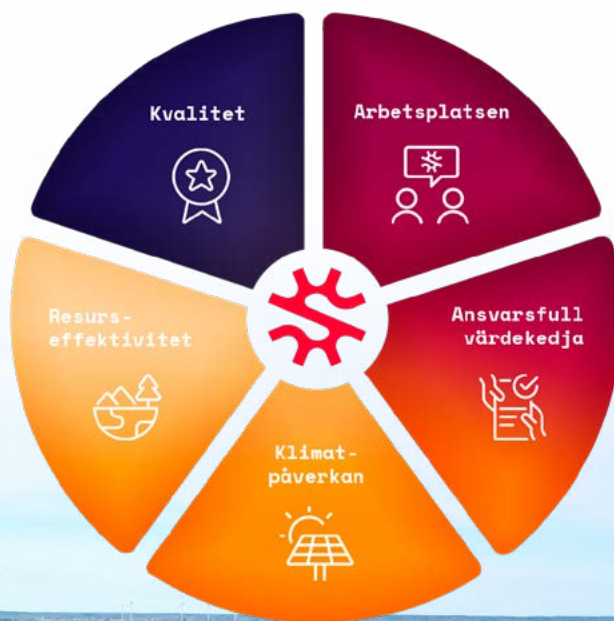 Kvalitet
Arbetsplatsen
Resurs-
effektivitet
Ansvarsfull
värdekedja
Klimat-
påverkan